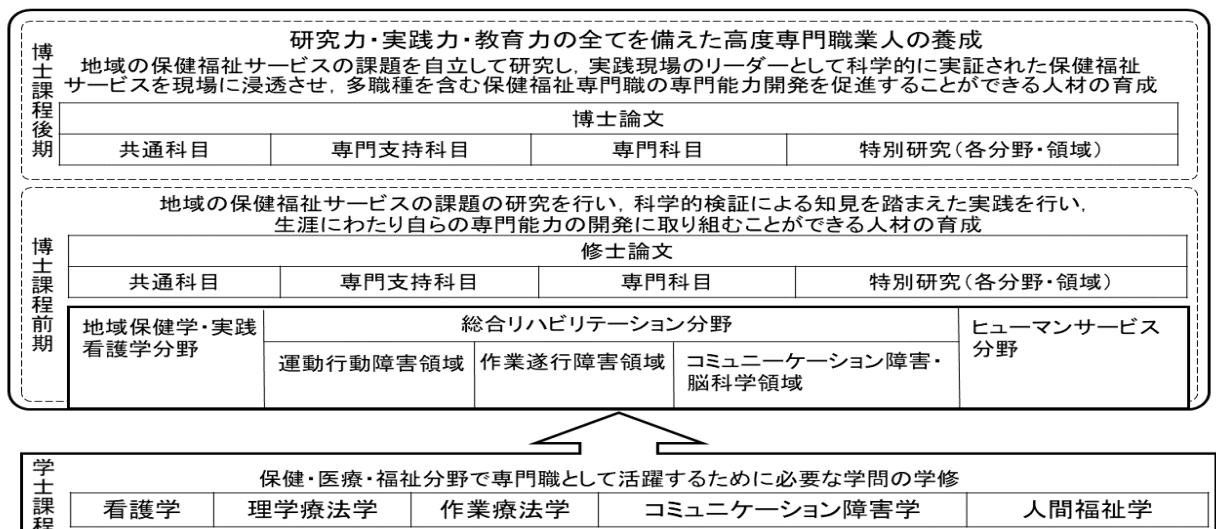 博士課程後期
研究力・実践力・教育力の全てを備えた高度専門職業人の養成
地域の保健福祉サービスの課題を自立して研究し，実践現場のリーダーとして科学的に実証された保健福祉
サービスを現場に浸透させ，多職種を含む保健福祉専門職の専門能力開発を促進することができる人材の育成
博士論文
共通科目 専門支持科目 専門科目 特別研究（各分野・領域）
博士課程前期
地域の保健福祉サービスの課題の研究を行い，科学的検証による知見を踏まえた実践を行い，
生涯にわたり自らの専門能力の開発に取り組むことができる人材の育成
修士論文
共通科目 専門支持科目 専門科目 特別研究（各分野・領域）
地域保健学・実践
看護学分野
総合リハビリテーション分野
運動行動障害領域 作業遂行障害領域 コミュニーケーション障害・
脳科学領域
ヒューマンサービス
分野
学士課程
保健・医療・福祉分野で専門職として活躍するために必要な学問の学修
看護学 理学療法学 作業療法学 コミュニケーション障害学 人間福祉学